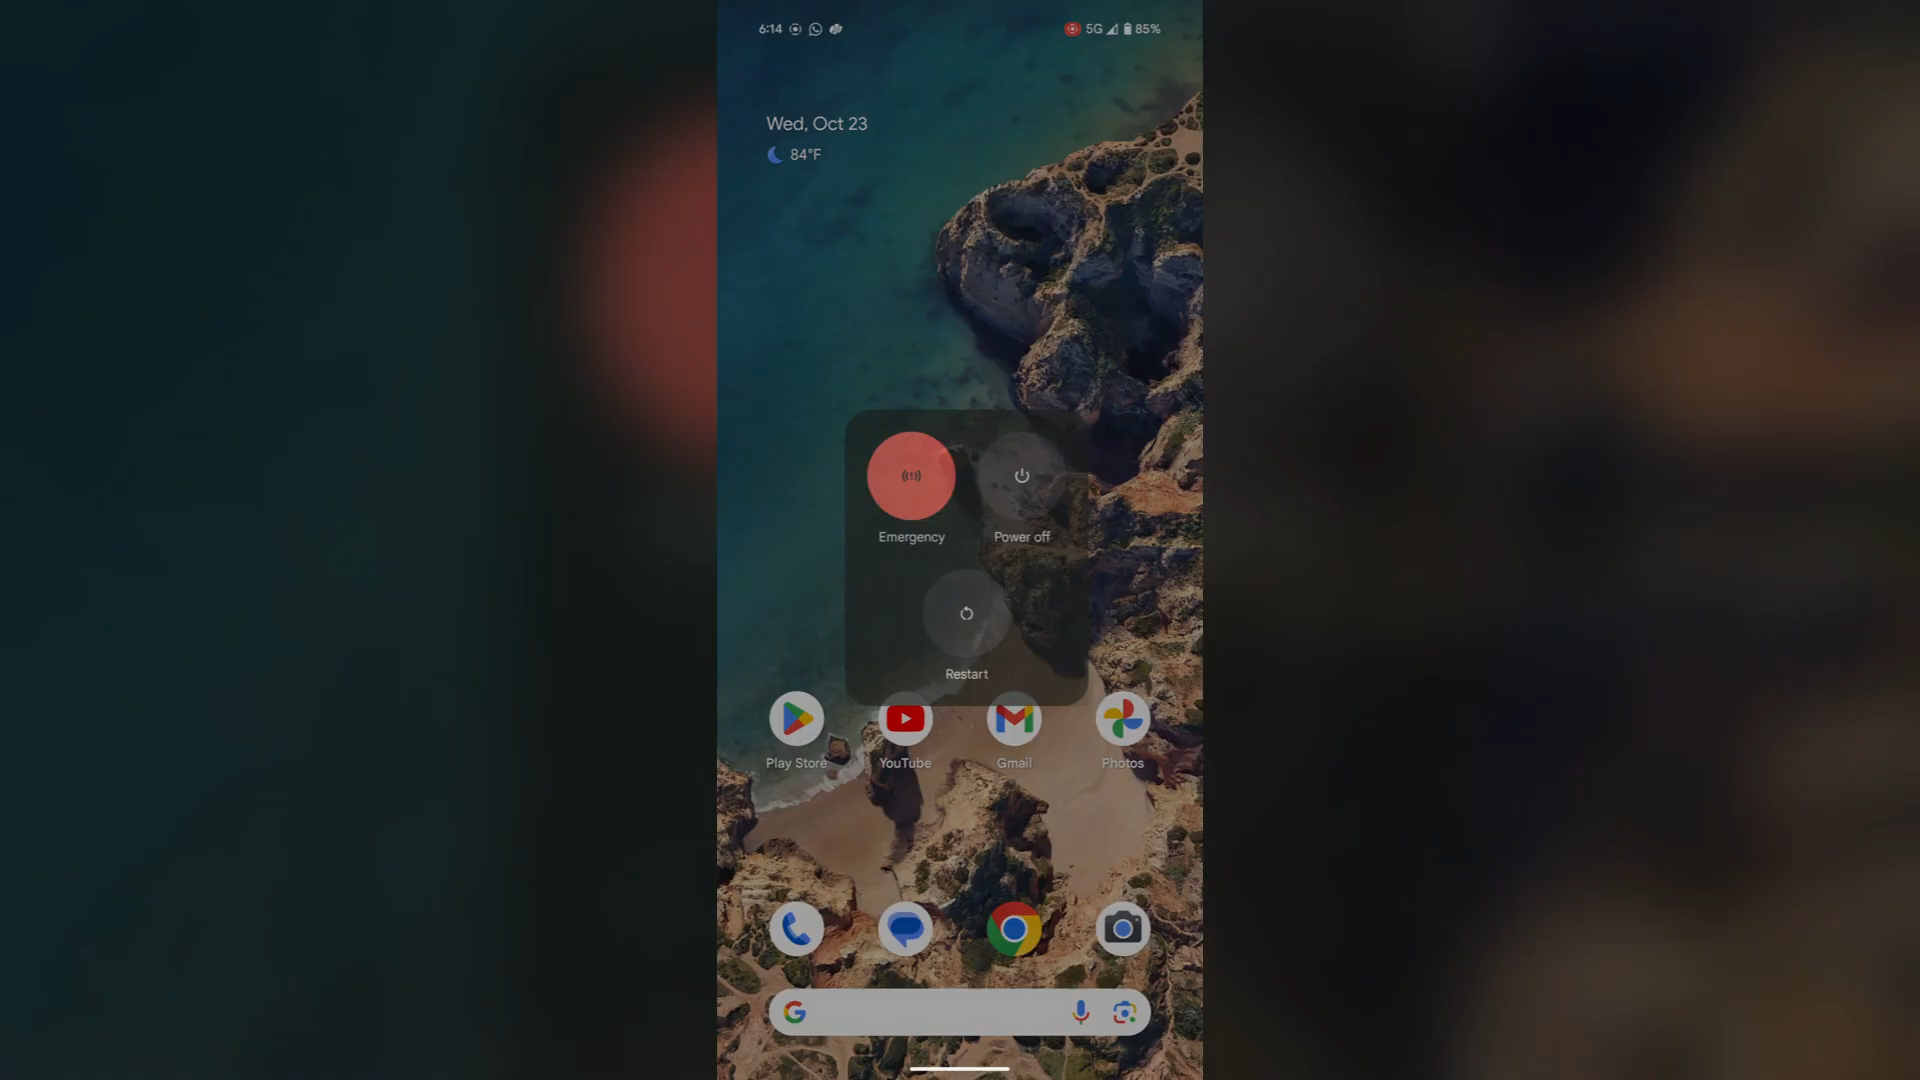 6:14 5G 85%
Wed, Oct 23
84°F
Emergency Power off
Restart
Play Store YouTube Gmail Photos